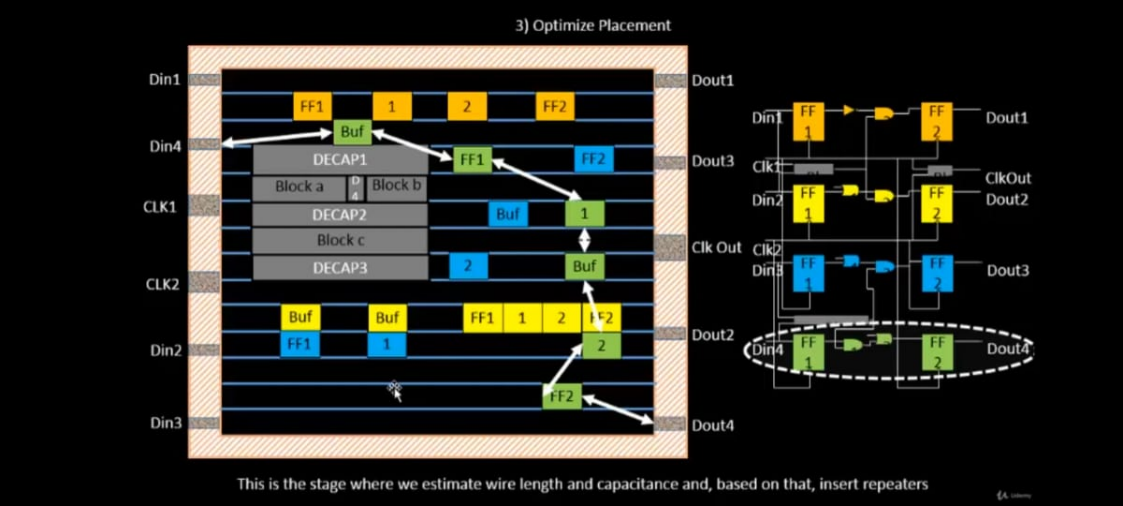 3) Optimize Placement
Din1
Din4
CLK1
CLK2
Din2
Din3
FF1 1 2 FF2
Buf
DECAP1 FF1 FF2
Block a D4 Block b
DECAP2 Buf 1
Block c
DECAP3 2 Buf
Buf Buf FF1 1 2 FF2
FF1 1 2
FF2
Dout1
Dout3
Clk Out
Dout2
Dout4
Din1 FF 1 FF 2 Dout1
Clk1 ClkOut
Din2 FF 1 FF 2 Dout2
Clk2
Din3 FF 1 FF 2 Dout3
Din4 FF 1 FF 2 Dout4
This is the stage where we estimate wire length and capacitance and, based on that, insert repeaters
Udemy